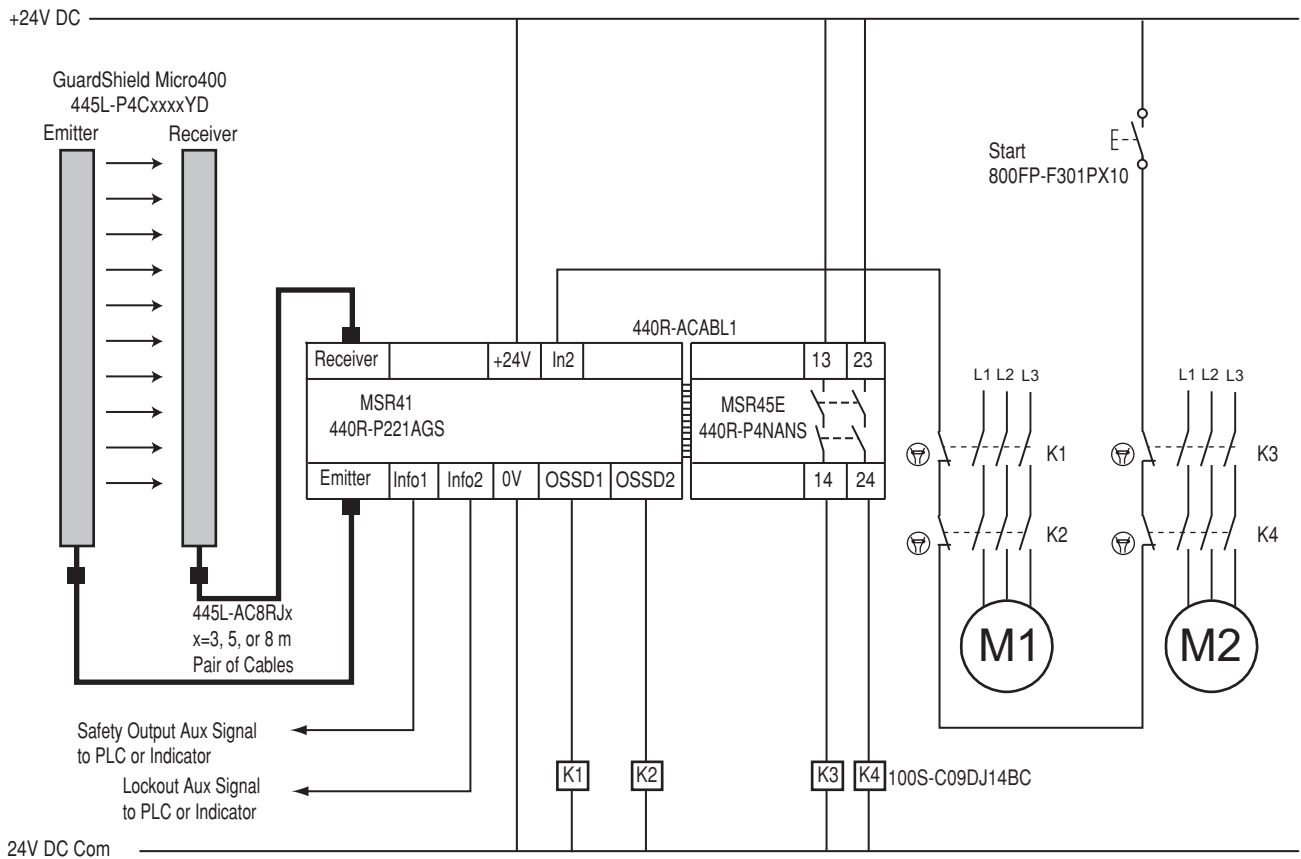 +24V DC
GuardShield Micro400
445L-P4CxxxxYD
Emitter
Receiver
Start
800FP-F301PX10
440R-ACABL1
Receiver
+24V
In2
13
23
MSR41
440R-P221AGS
MSR45E
440R-P4NANS
Emitter
Info1
Info2
0V
OSSD1
OSSD2
14
24
L1 L2 L3
L1 L2 L3
K1
K3
K2
K4
445L-AC8RJx
x=3, 5, or 8 m
Pair of Cables
M1
M2
Safety Output Aux Signal
to PLC or Indicator
Lockout Aux Signal
to PLC or Indicator
K1
K2
K3
K4
100S-C09DJ14BC
24V DC Com